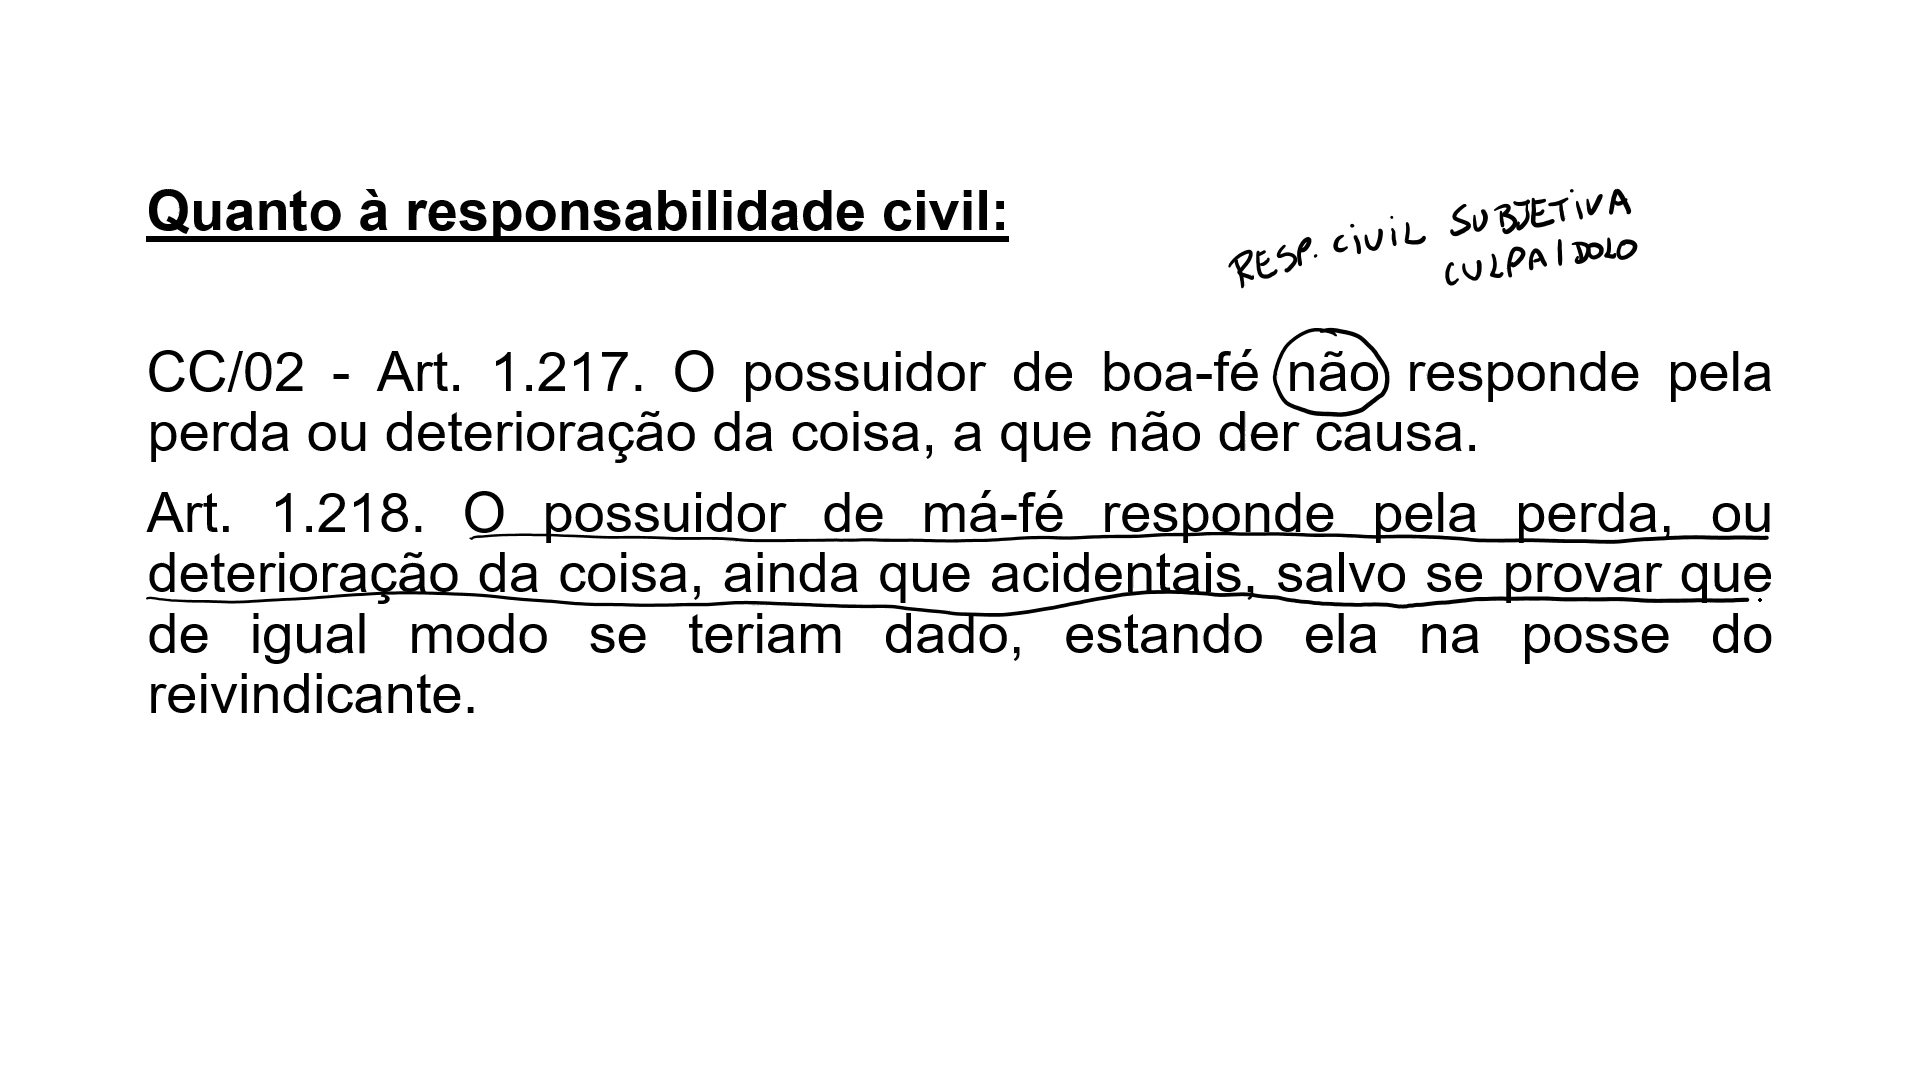 Quanto à responsabilidade civil:
RESP. CIVIL SUBJETIVA
CULPA/DOLO
CC/02 - Art. 1.217. O possuidor de boa-fé não responde pela
perda ou deterioração da coisa, a que não der causa.
Art. 1.218. O possuidor de má-fé responde pela perda, ou
deterioração da coisa, ainda que acidentais, salvo se provar que
de igual modo se teriam dado, estando ela na posse do
reivindicante.